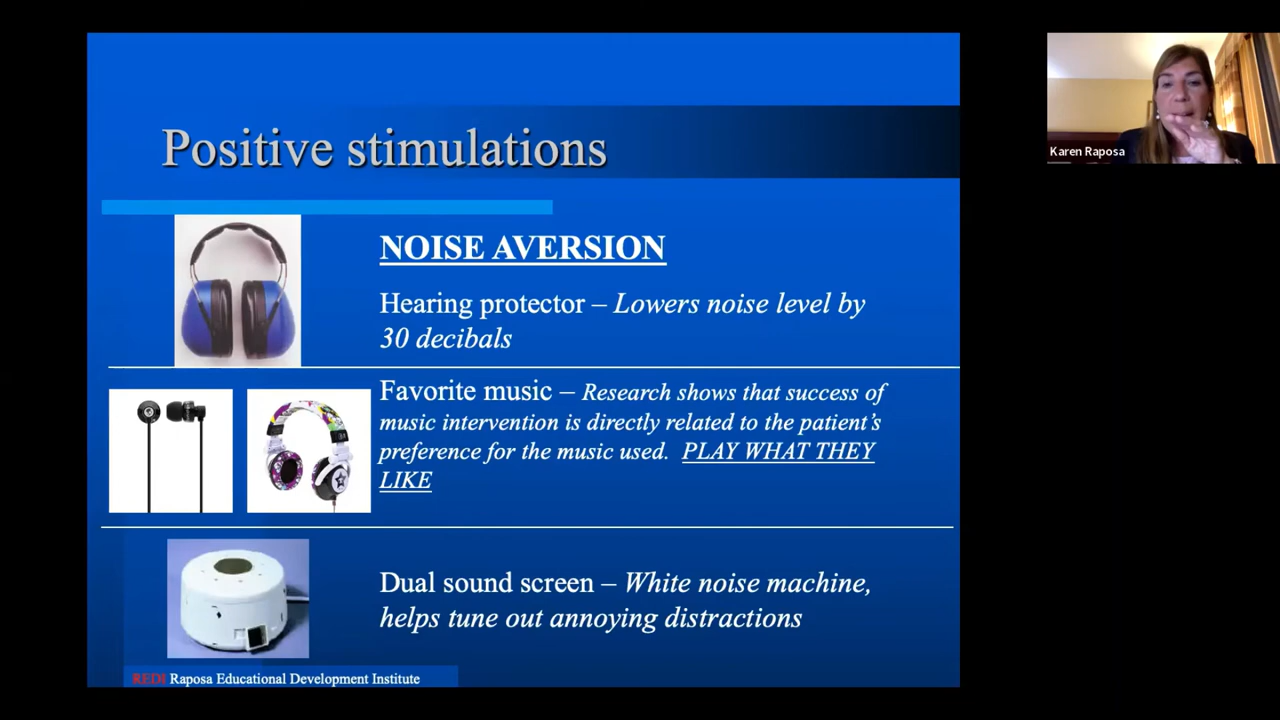 Positive stimulations
Karen Raposa
NOISE AVERSION
Hearing protector – Lowers noise level by
30 decibals
Favorite music – Research shows that success of
music intervention is directly related to the patient's
preference for the music used. PLAY WHAT THEY
LIKE
Dual sound screen – White noise machine,
helps tune out annoying distractions
REDI Raposa Educational Development Institute